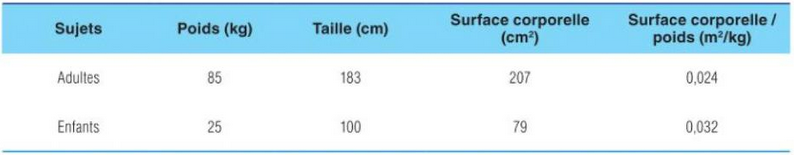 Sujets Poids (kg) Taille (cm) Surface corporelle (cm²) Surface corporelle / poids (m²/kg)
Adultes 85 183 207 0,024
Enfants 25 100 79 0,032